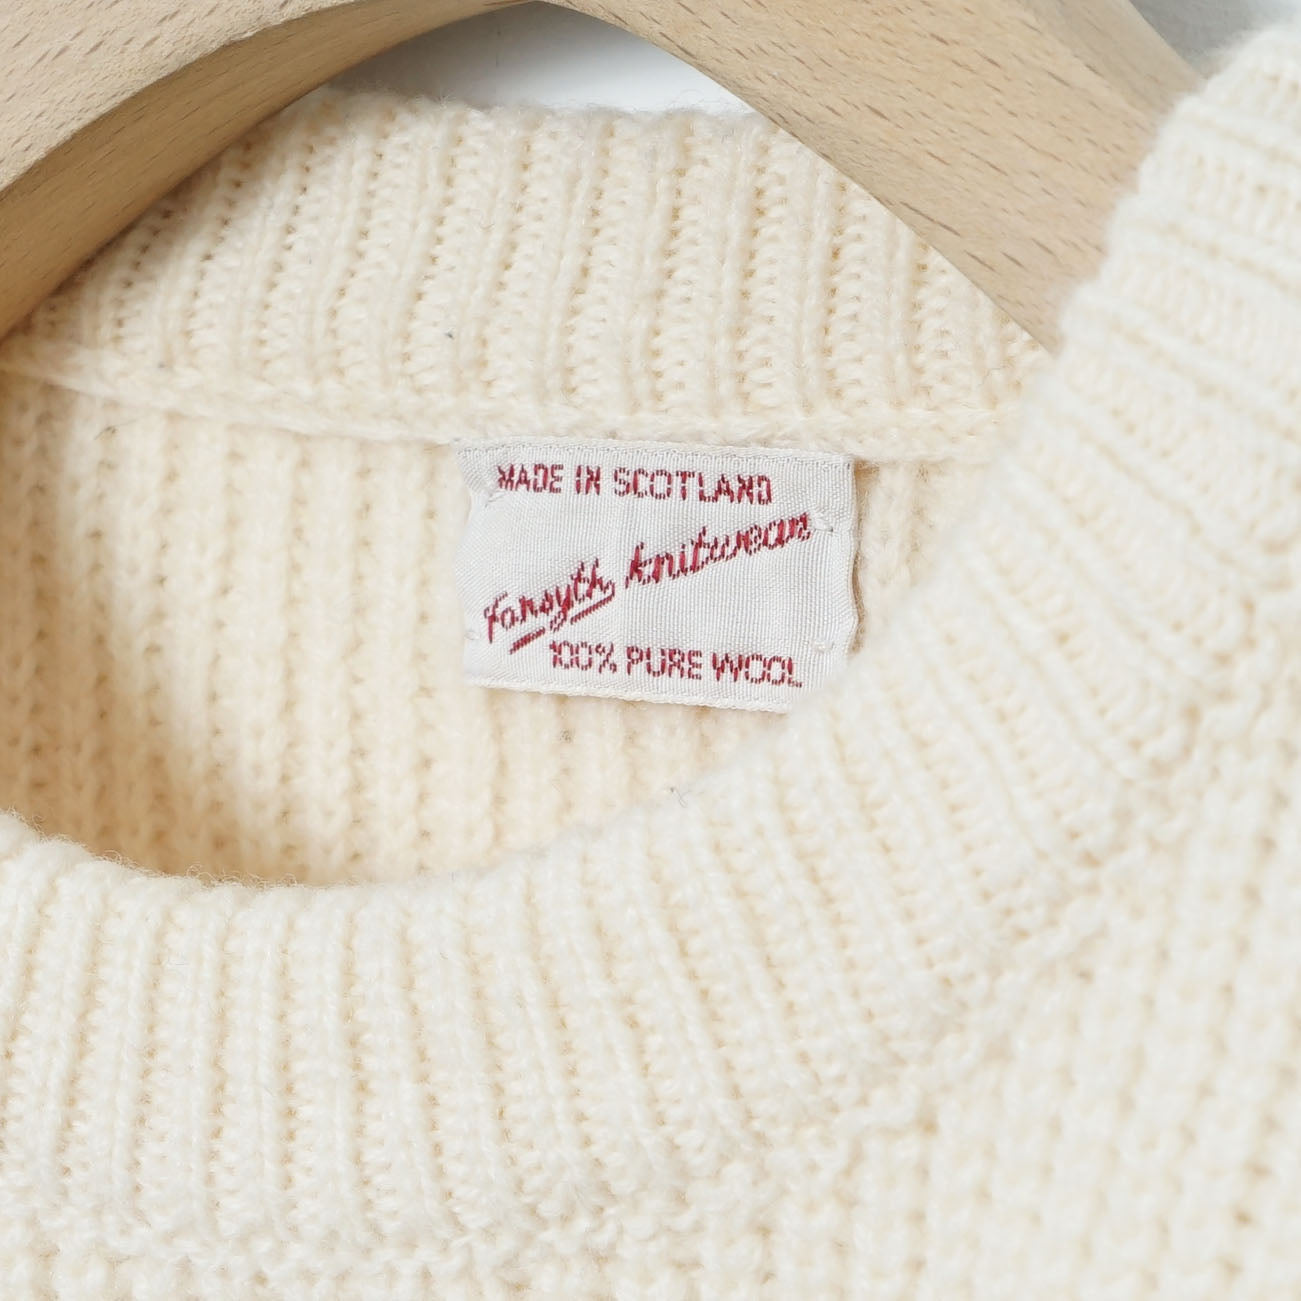 MADE IN SCOTLAND
Forsyth knitwear
100% PURE WOOL